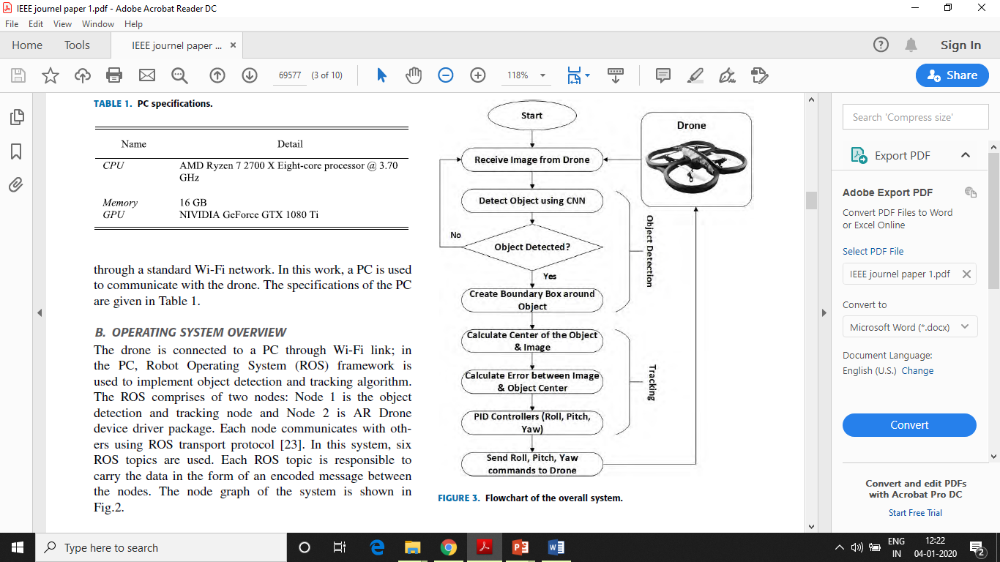 IEEE journel paper 1.pdf - Adobe Acrobat Reader DC
File Edit View Window Help
Home Tools IEEE journel paper ... × Sign In
69577 (3 of 10) 118% Share
TABLE 1. PC specifications.
Name Detail
CPU AMD Ryzen 7 2700 X Eight-core processor @ 3.70
GHz
Memory 16 GB
GPU NIVIDIA GeForce GTX 1080 Ti
through a standard Wi-Fi network. In this work, a PC is used
to communicate with the drone. The specifications of the PC
are given in Table 1.
B. OPERATING SYSTEM OVERVIEW
The drone is connected to a PC through Wi-Fi link; in
the PC, Robot Operating System (ROS) framework is
used to implement object detection and tracking algorithm.
The ROS comprises of two nodes: Node 1 is the object
detection and tracking node and Node 2 is AR Drone
device driver package. Each node communicates with oth-
ers using ROS transport protocol [23]. In this system, six
ROS topics are used. Each ROS topic is responsible to
carry the data in the form of an encoded message between
the nodes. The node graph of the system is shown in
Fig.2.
Start
Drone
Receive Image from Drone
Detect Object using CNN
No
Object Detected?
Yes
Create Boundary Box around
Object
Object Detection
Calculate Center of the Object
& Image
Calculate Error between Image
& Object Center
PID Controllers (Roll, Pitch,
Yaw)
Tracking
Send Roll, Pitch, Yaw
commands to Drone
FIGURE 3. Flowchart of the overall system.
Search 'Compress size'
Export PDF
Adobe Export PDF
Convert PDF Files to Word
or Excel Online
Select PDF File
IEEE journel paper 1.pdf
Convert to
Microsoft Word (*.docx)
Document Language:
English (U.S.) Change
Convert
Convert and edit PDFs
with Acrobat Pro DC
Start Free Trial
Type here to search
ENG
IN
12:22
04-01-2020
2